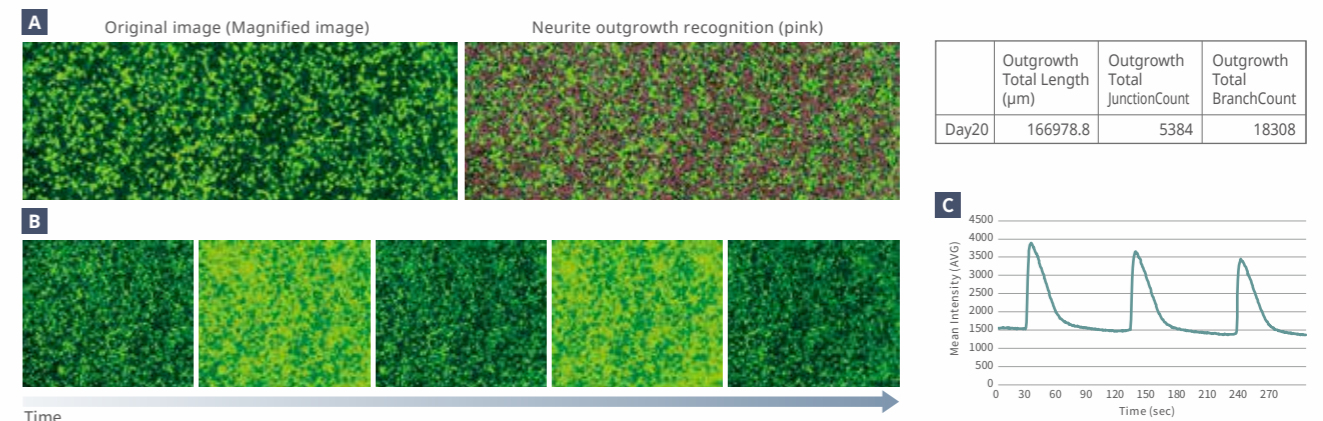 A
Original image (Magnified image)
Neurite outgrowth recognition (pink)
Outgrowth Total Length (μm)
Outgrowth Total JunctionCount
Outgrowth Total BranchCount
Day20 166978.8 5384 18308
B
Time
C
Mean Intensity (AVG)
4500
4000
3500
3000
2500
2000
1500
1000
500
0
0 30 60 90 120 150 180 210 240 270
Time (sec)